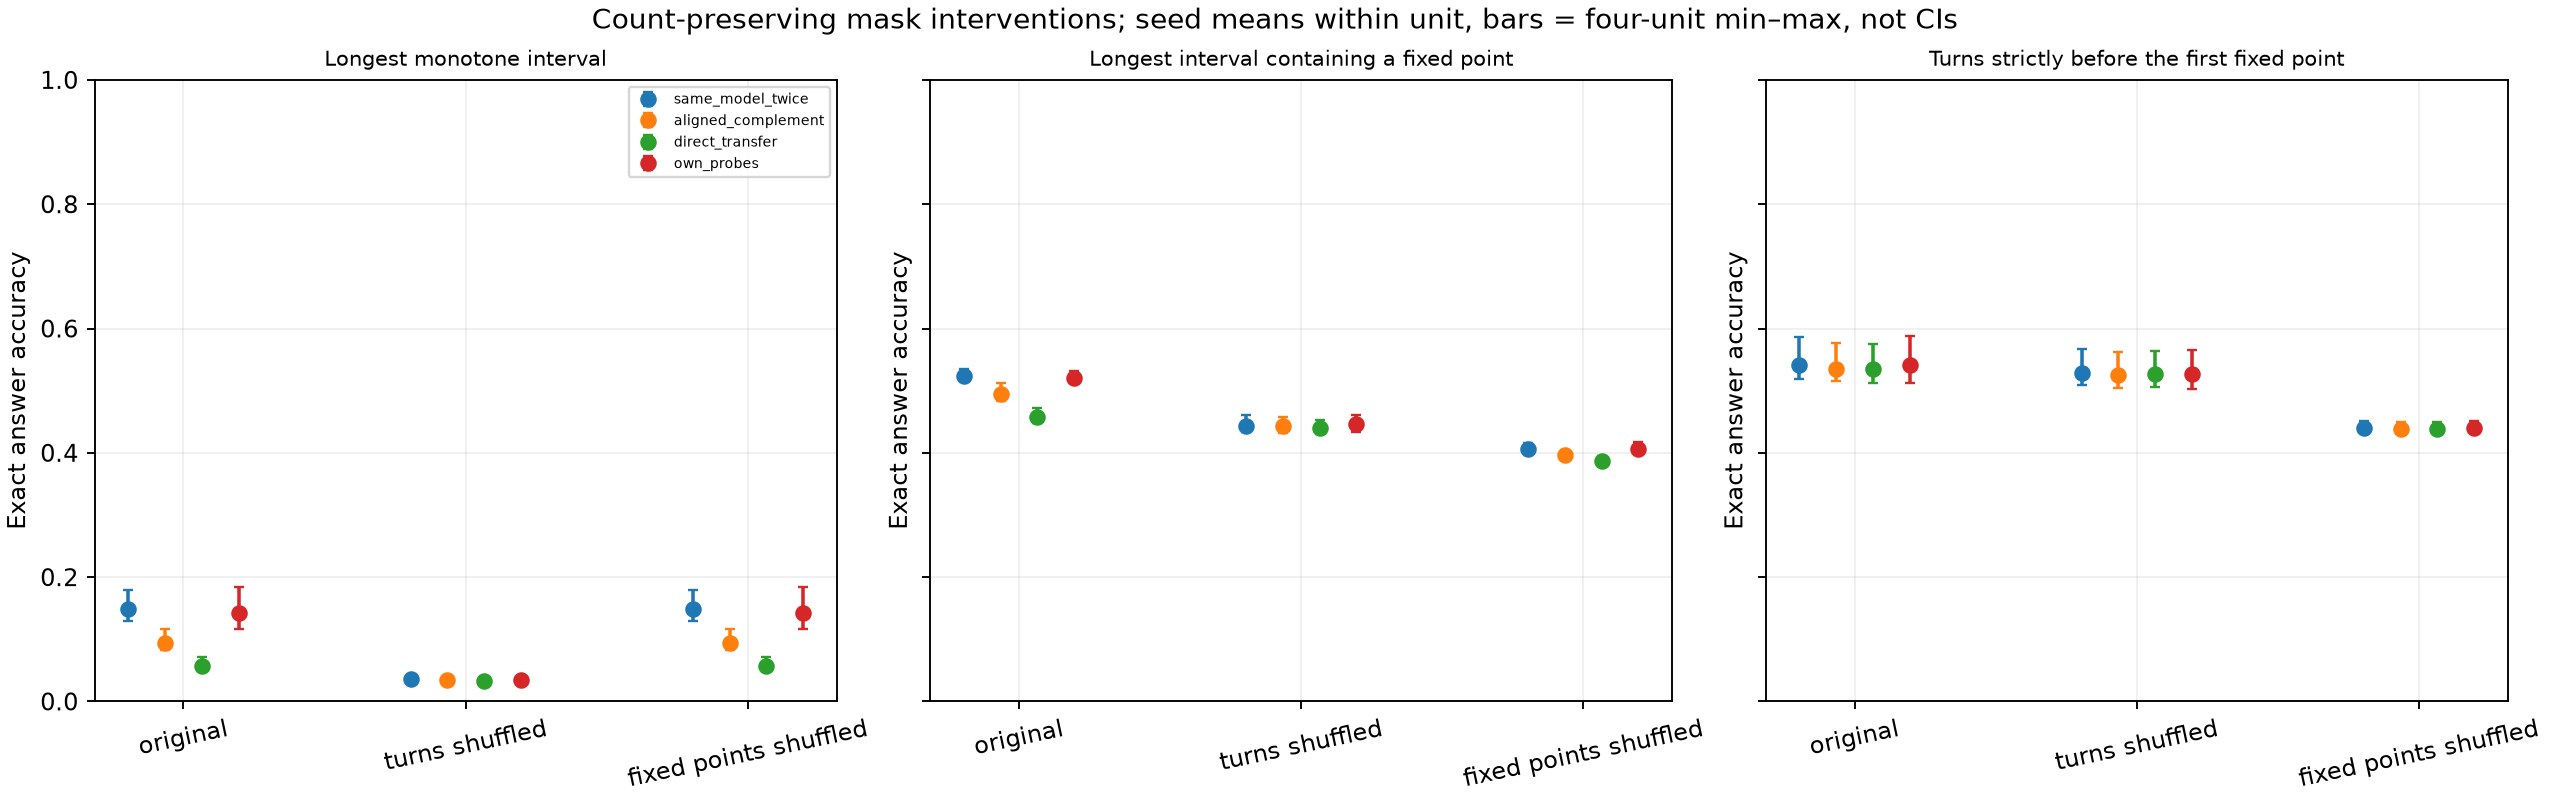 Count-preserving mask interventions; seed means within unit, bars = four-unit min–max, not CIs
Longest monotone interval
Exact answer accuracy
1.0
0.8
0.6
0.4
0.2
0.0
same_model_twice
aligned_complement
direct_transfer
own_probes
original
turns shuffled
fixed points shuffled
Longest interval containing a fixed point
Exact answer accuracy
original
turns shuffled
fixed points shuffled
Turns strictly before the first fixed point
Exact answer accuracy
original
turns shuffled
fixed points shuffled